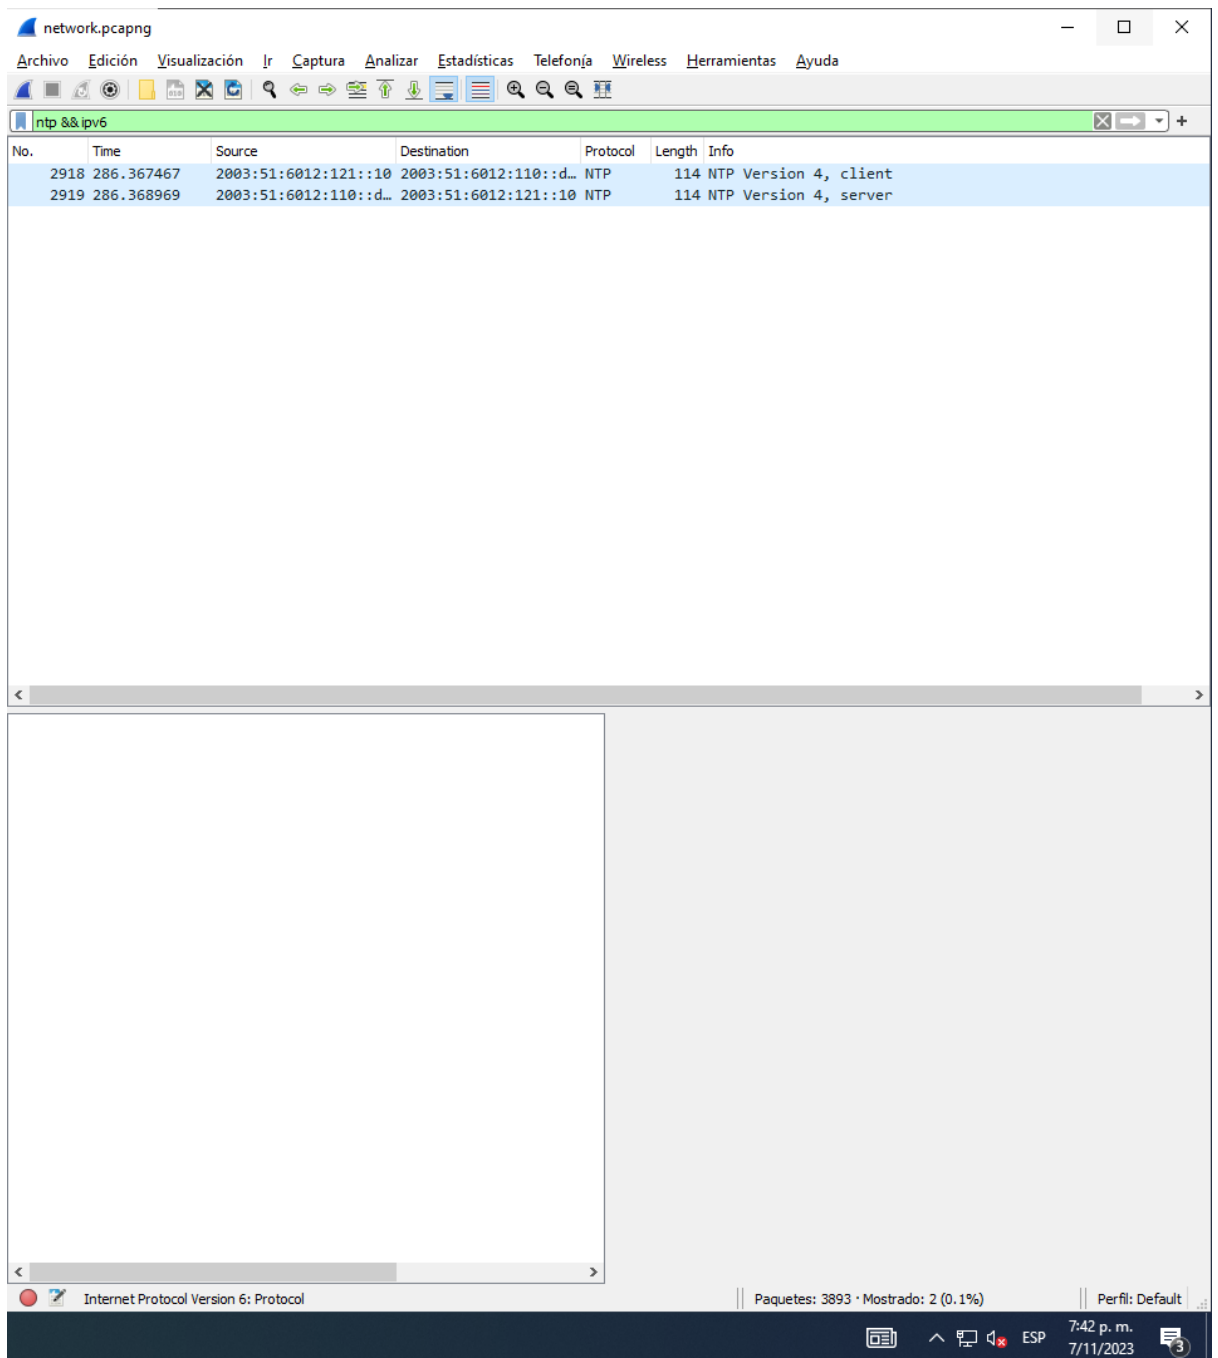 network.pcapng
Archivo Edición Visualización Ir Captura Analizar Estadísticas Telefonía Wireless Herramientas Ayuda
ntp && ipv6
No. Time Source Destination Protocol Length Info
2918 286.367467 2003:51:6012:121::10 2003:51:6012:110::d… NTP 114 NTP Version 4, client
2919 286.368969 2003:51:6012:110::d… 2003:51:6012:121::10 NTP 114 NTP Version 4, server
Internet Protocol Version 6: Protocol Paquetes: 3893 · Mostrado: 2 (0.1%) Perfil: Default
ESP
7:42 p. m.
7/11/2023
3